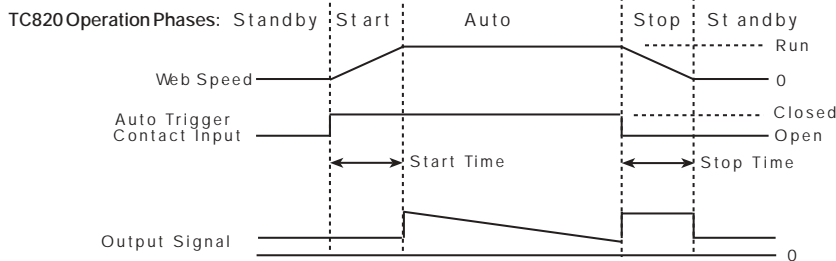 TC820 Operation Phases: Standby Start Auto Stop Standby
Run
Web Speed 0
Auto Trigger Closed
Contact Input Open
Start Time Stop Time
Output Signal
0